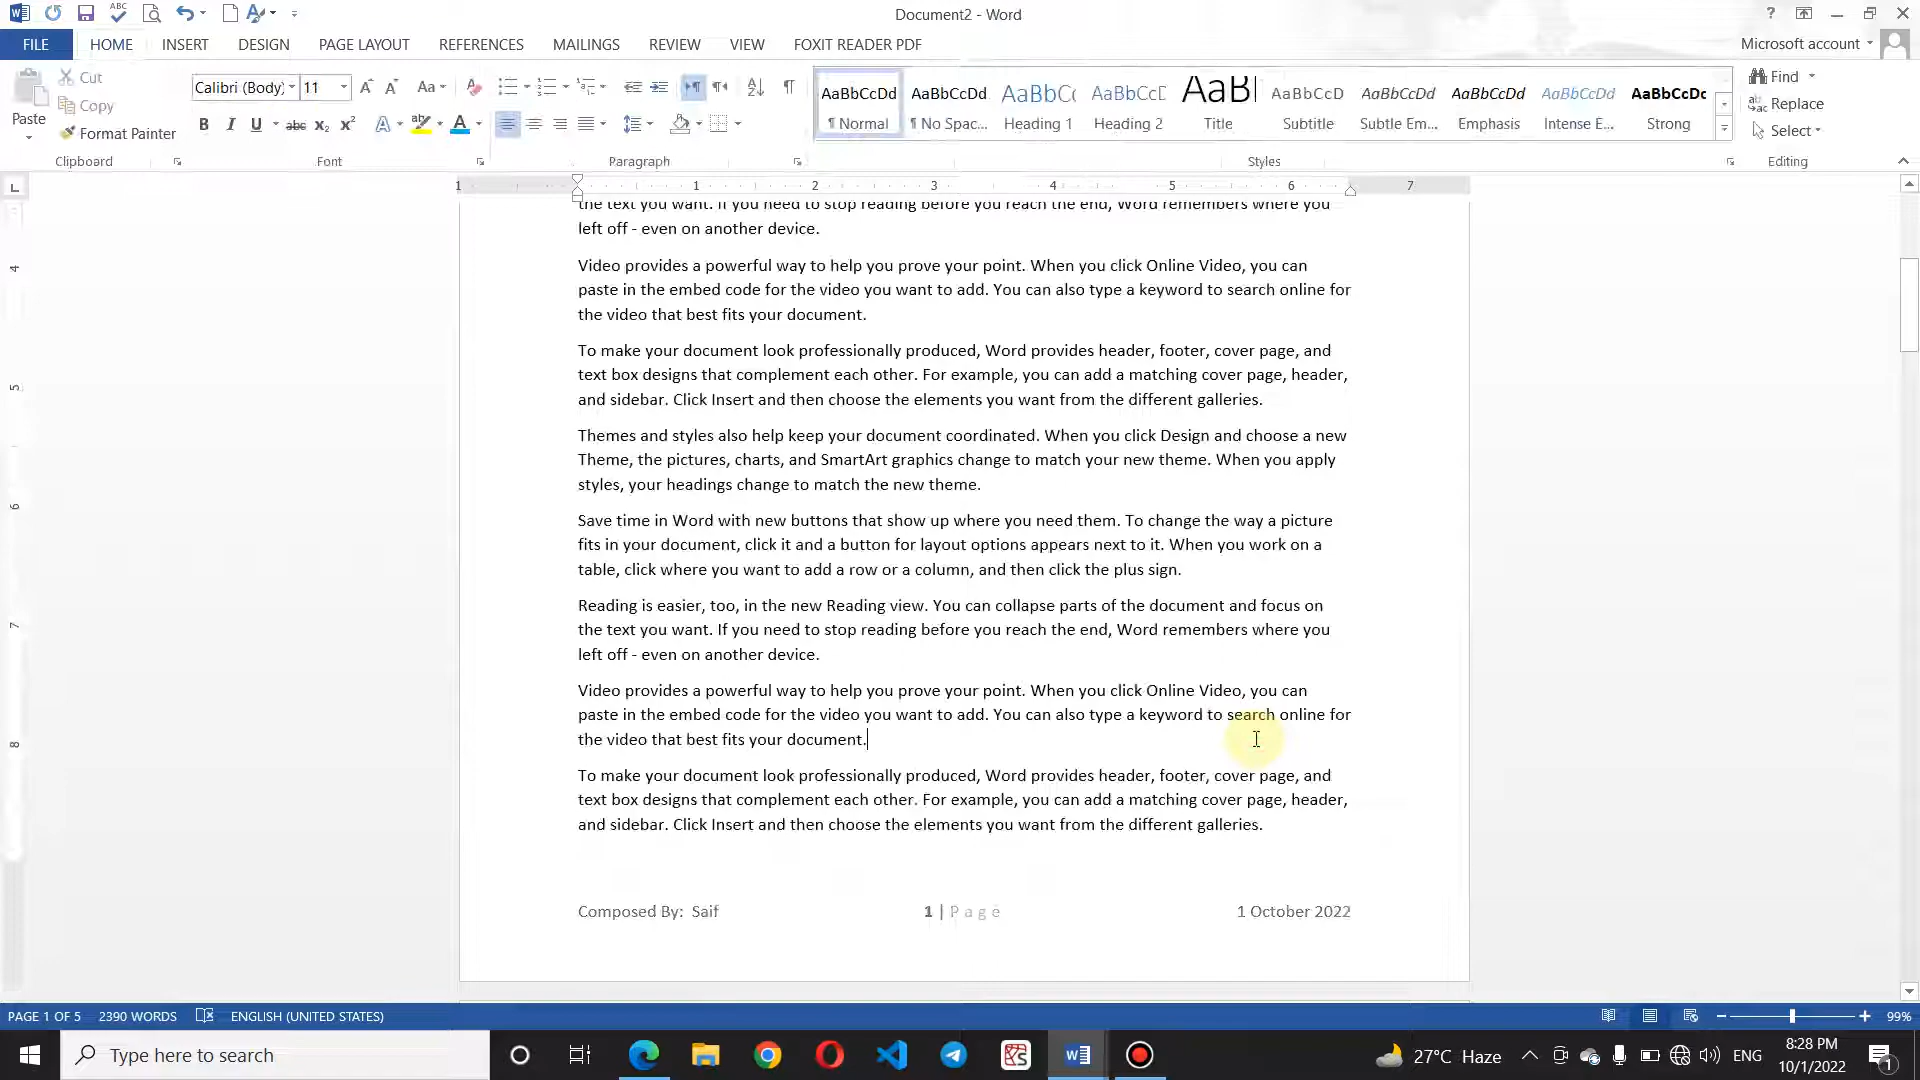 Document2 - Word
FILE HOME INSERT DESIGN PAGE LAYOUT REFERENCES MAILINGS REVIEW VIEW FOXIT READER PDF Microsoft account
Paste
Cut
Copy
Format Painter
Clipboard
Calibri (Body) 11
Font
Paragraph
AaBbCcDd AaBbCcDd AaBbCc AaBbCcC AaB AaBbCcD AaBbCcDd AaBbCcDd AaBbCcDd AaBbCcDc
¶ Normal ¶ No Spac... Heading 1 Heading 2 Title Subtitle Subtle Em... Emphasis Intense E... Strong
Styles
Find
Replace
Select
Editing
1 1 2 3 4 5 6 7
4
5
6
7
8
the text you want. If you need to stop reading before you reach the end, Word remembers where you
left off - even on another device.
Video provides a powerful way to help you prove your point. When you click Online Video, you can
paste in the embed code for the video you want to add. You can also type a keyword to search online for
the video that best fits your document.
To make your document look professionally produced, Word provides header, footer, cover page, and
text box designs that complement each other. For example, you can add a matching cover page, header,
and sidebar. Click Insert and then choose the elements you want from the different galleries.
Themes and styles also help keep your document coordinated. When you click Design and choose a new
Theme, the pictures, charts, and SmartArt graphics change to match your new theme. When you apply
styles, your headings change to match the new theme.
Save time in Word with new buttons that show up where you need them. To change the way a picture
fits in your document, click it and a button for layout options appears next to it. When you work on a
table, click where you want to add a row or a column, and then click the plus sign.
Reading is easier, too, in the new Reading view. You can collapse parts of the document and focus on
the text you want. If you need to stop reading before you reach the end, Word remembers where you
left off - even on another device.
Video provides a powerful way to help you prove your point. When you click Online Video, you can
paste in the embed code for the video you want to add. You can also type a keyword to search online for
the video that best fits your document.
To make your document look professionally produced, Word provides header, footer, cover page, and
text box designs that complement each other. For example, you can add a matching cover page, header,
and sidebar. Click Insert and then choose the elements you want from the different galleries.
Composed By: Saif 1 | Page 1 October 2022
PAGE 1 OF 5 2390 WORDS ENGLISH (UNITED STATES) 99%
Type here to search
27°C Haze
ENG
8:28 PM
10/1/2022
1